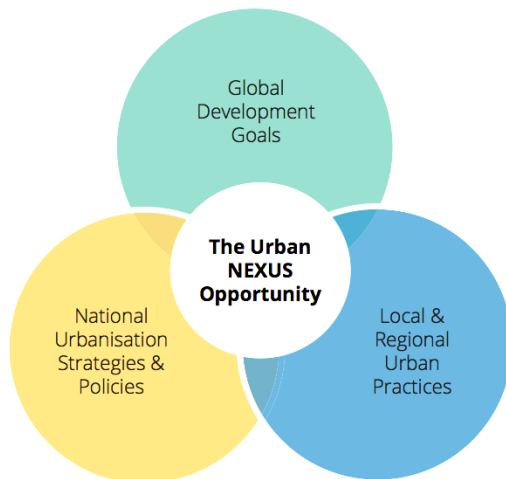 Global
Development
Goals
The Urban
NEXUS
Opportunity
National
Urbanisation
Strategies &
Policies
Local &
Regional
Urban
Practices